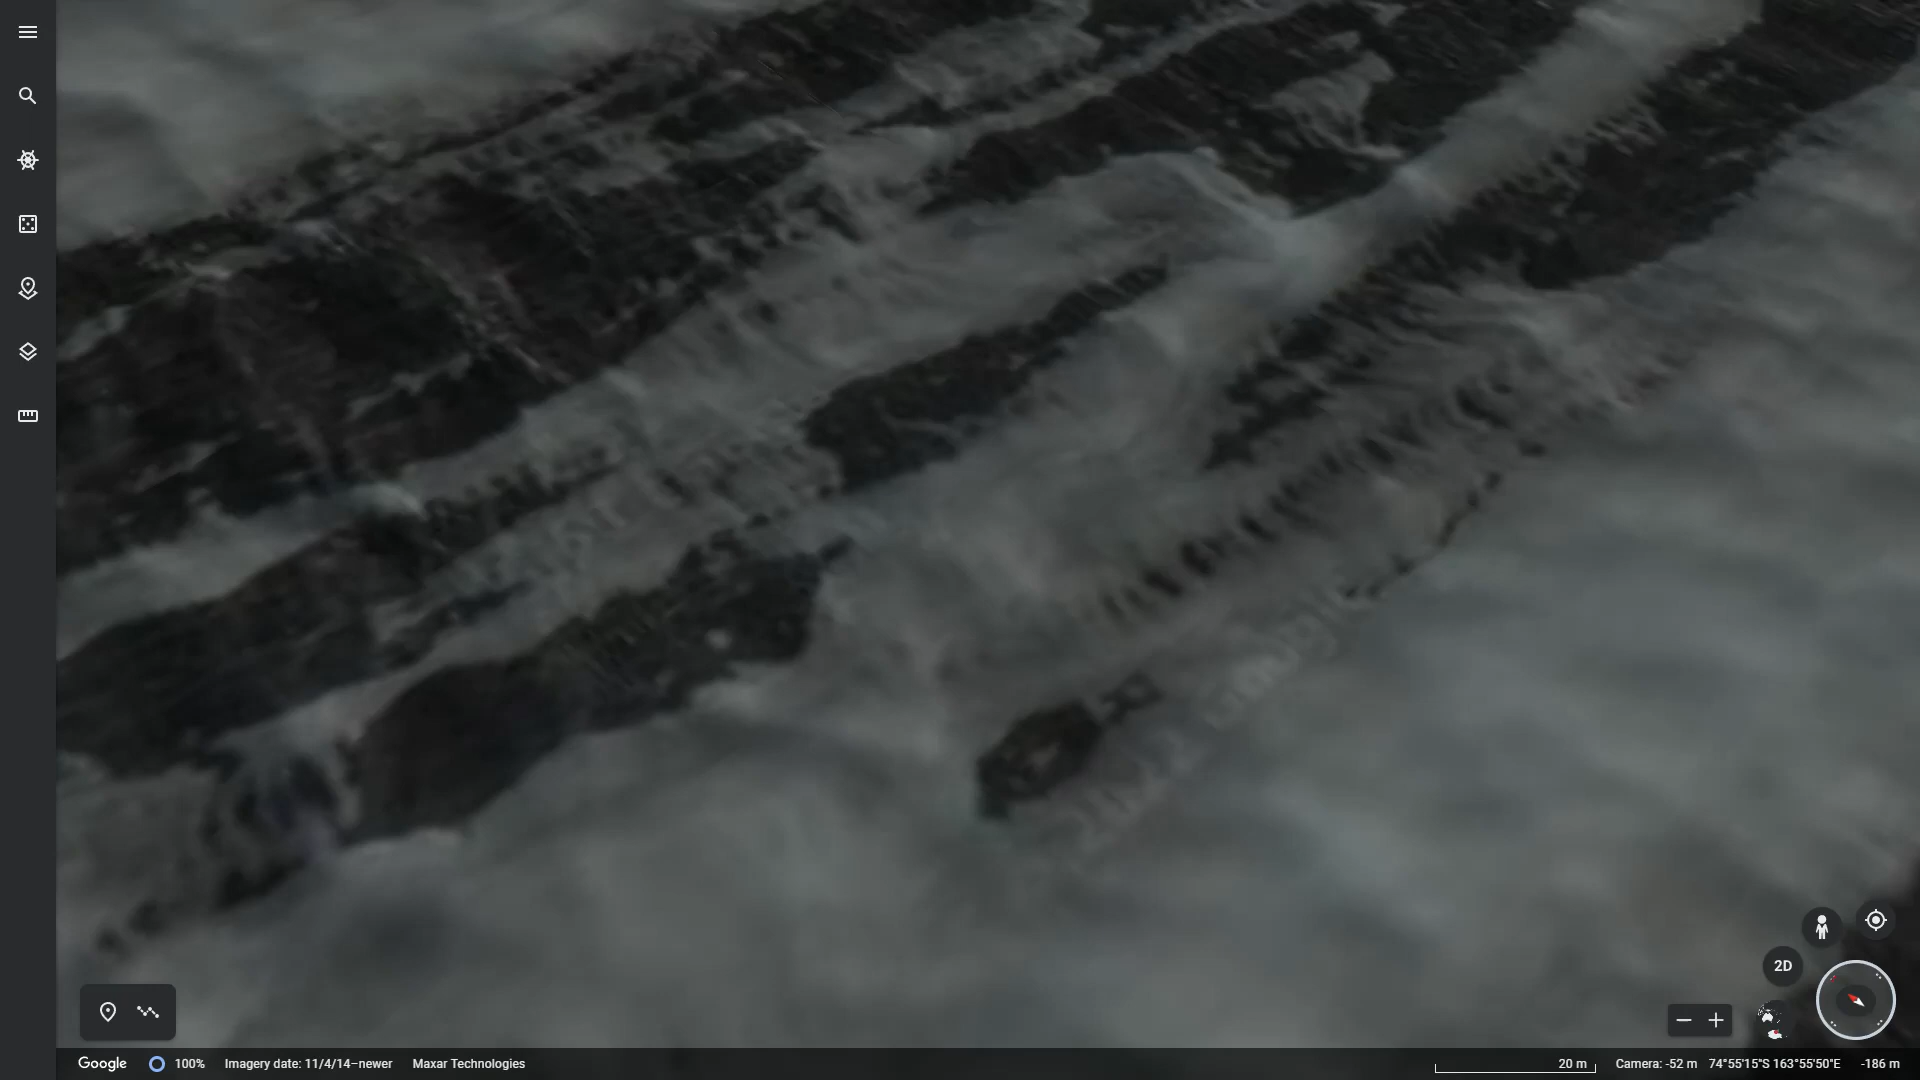 2D
Google
100%
Imagery date: 11/4/14–newer
Maxar Technologies
20 m
Camera: -52 m
74°55'15"S 163°55'50"E
-186 m